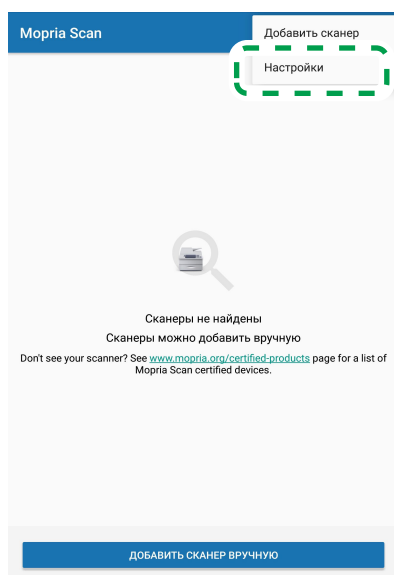 Mopria Scan
Добавить сканер
Настройки
Сканеры не найдены
Сканеры можно добавить вручную
Don't see your scanner? See www.mopria.org/certified-products page for a list of
Mopria Scan certified devices.
ДОБАВИТЬ СКАНЕР ВРУЧНУЮ